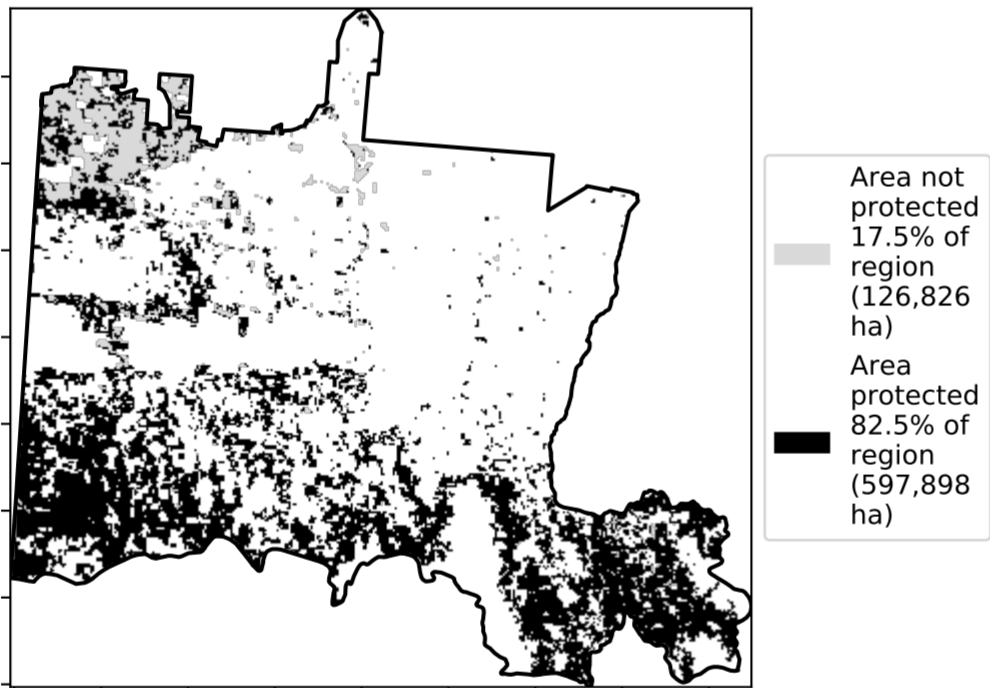 Area not
protected
17.5% of
region
(126,826
ha)
Area
protected
82.5% of
region
(597,898
ha)